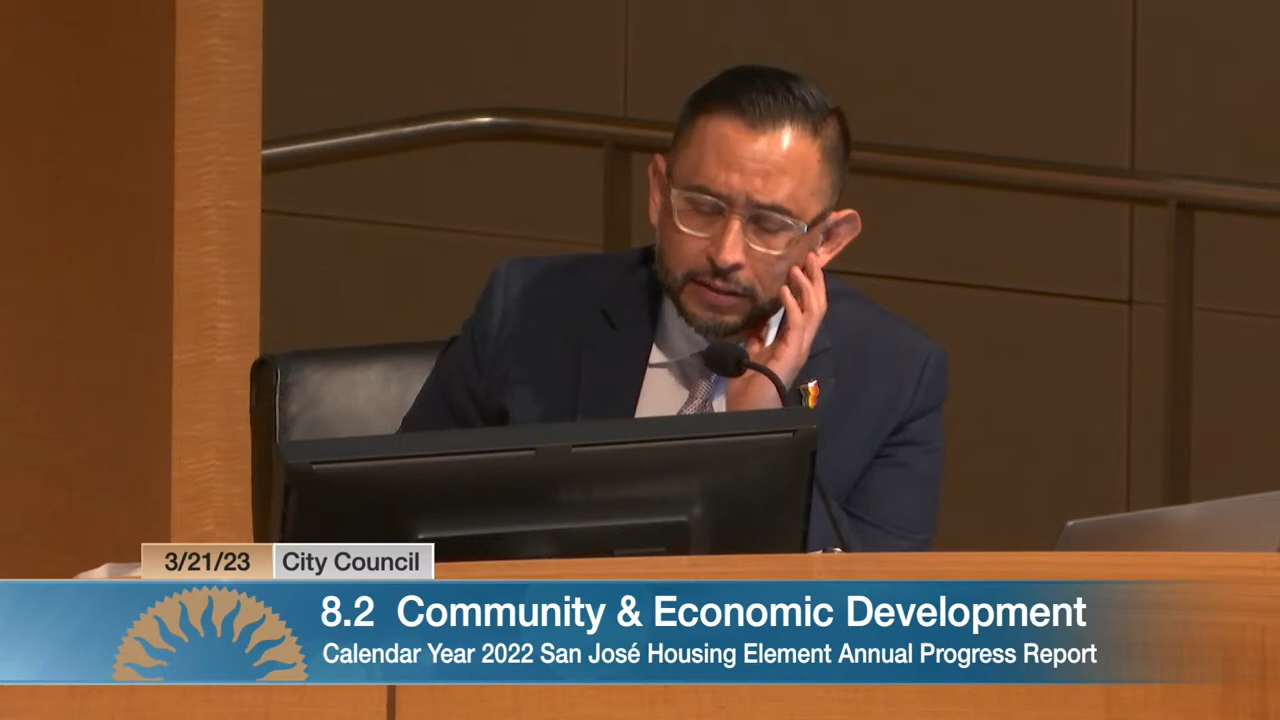 3/21/23 City Council
8.2 Community & Economic Development
Calendar Year 2022 San José Housing Element Annual Progress Report